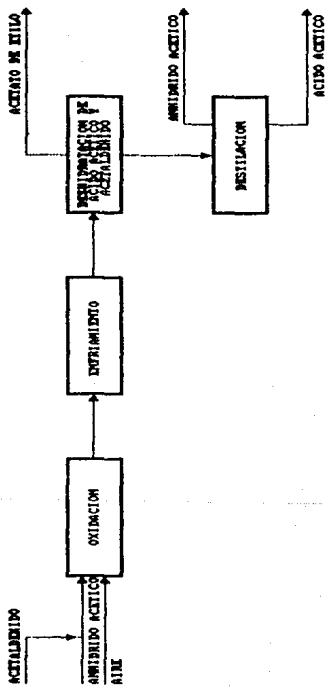 ACETALDEHIDO
ANHIDRIDO ACETICO
AIRE
OXIDACION
ENFRIAMIENTO
DESHIDRATACION DE
ACIDO ACETICO Y
ACETALDEHIDO
ACETATO DE ETILO
DESTILACION
ANHIDRIDO ACETICO
ACIDO ACETICO